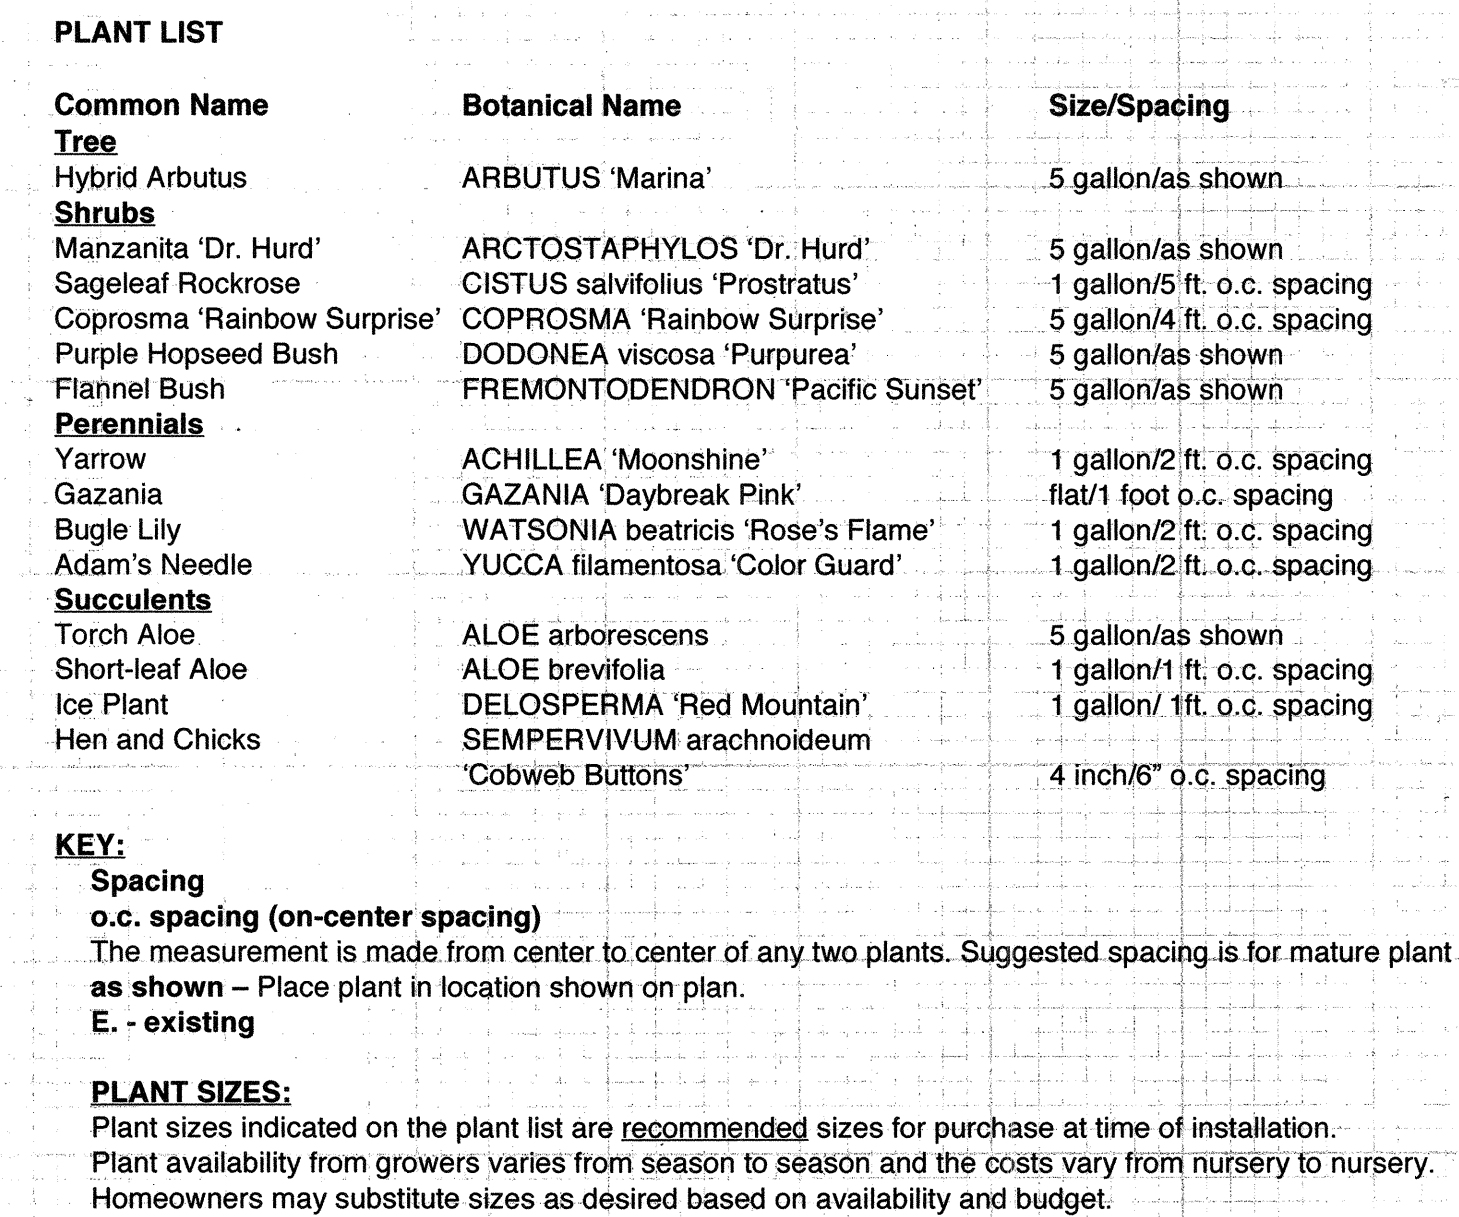 PLANT LIST
Common Name Botanical Name Size/Spacing
Tree
Hybrid Arbutus ARBUTUS ‘Marina’ 5 gallon/as shown
Shrubs
Manzanita ‘Dr. Hurd’ ARCTOSTAPHYLOS ‘Dr. Hurd’ 5 gallon/as shown
Sageleaf Rockrose CISTUS salvifolius ‘Prostratus’ 1 gallon/5 ft. o.c. spacing
Coprosma ‘Rainbow Surprise’ COPROSMA ‘Rainbow Surprise’ 5 gallon/4 ft. o.c. spacing
Purple Hopseed Bush DODONEA viscosa ‘Purpurea’ 5 gallon/as shown
Flannel Bush FREMONTODENDRON ‘Pacific Sunset’ 5 gallon/as shown
Perennials
Yarrow ACHILLEA ‘Moonshine’ 1 gallon/2 ft. o.c. spacing
Gazania GAZANIA ‘Daybreak Pink’ flat/1 foot o.c. spacing
Bugle Lily WATSONIA beatricis ‘Rose’s Flame’ 1 gallon/2 ft. o.c. spacing
Adam’s Needle YUCCA filamentosa ‘Color Guard’ 1 gallon/2 ft. o.c. spacing
Succulents
Torch Aloe ALOE arborescens 5 gallon/as shown
Short-leaf Aloe ALOE brevifolia 1 gallon/1 ft. o.c. spacing
Ice Plant DELOSPERMA ‘Red Mountain’ 1 gallon/ 1ft. o.c. spacing
Hen and Chicks SEMPERVIVUM arachnoideum
‘Cobweb Buttons’ 4 inch/6” o.c. spacing
KEY:
Spacing
o.c. spacing (on-center spacing)
The measurement is made from center to center of any two plants. Suggested spacing is for mature plant
as shown – Place plant in location shown on plan.
E. - existing
PLANT SIZES:
Plant sizes indicated on the plant list are recommended sizes for purchase at time of installation.
Plant availability from growers varies from season to season and the costs vary from nursery to nursery.
Homeowners may substitute sizes as desired based on availability and budget.